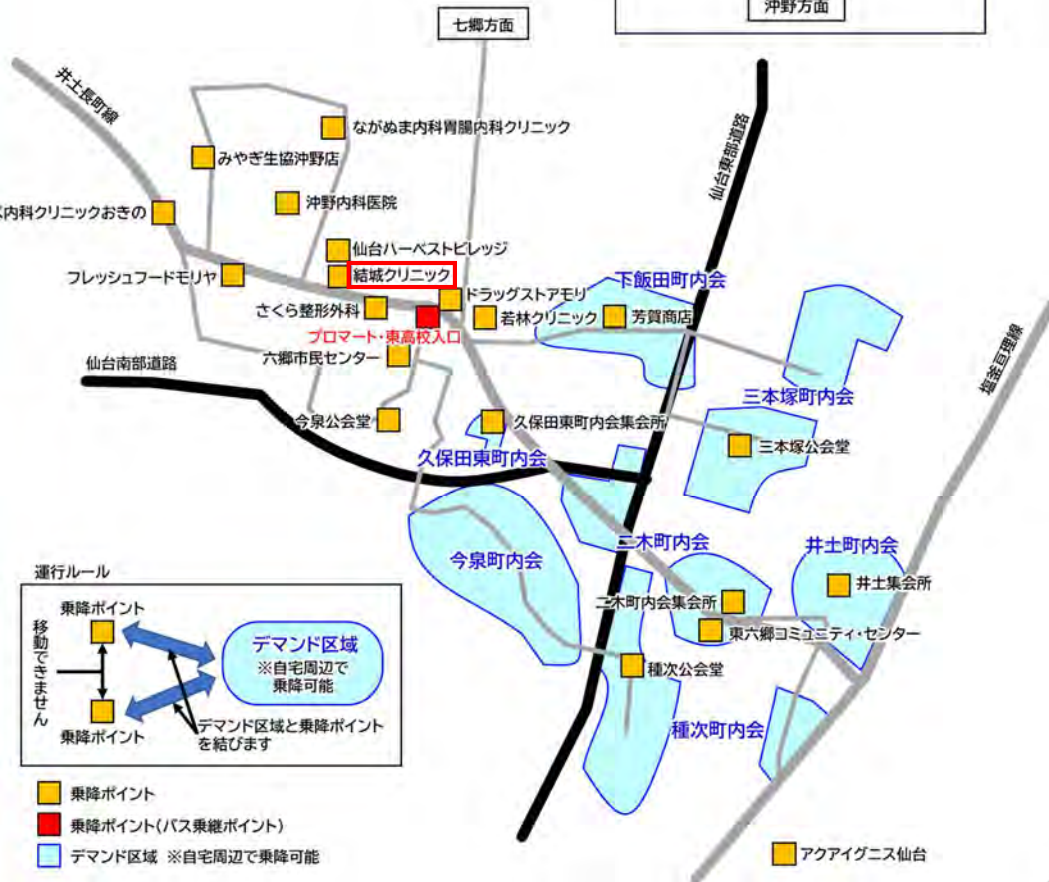 沖野方面
七郷方面
井土長町線
ながぬま内科胃腸内科クリニック
みやぎ生協沖野店
仙台東部道路
沖野内科医院
内科クリニックおきの
仙台ハーベストビレッジ
フレッシュフードモリヤ
結城クリニック
下飯田町内会
ドラッグストアモリ
さくら整形外科
若林クリニック
芳賀商店
プロマート・東高校入口
六郷市民センター
仙台南部道路
塩釜亘理線
三本塚町内会
今泉公会堂
久保田東町内会集会所
三本塚公会堂
久保田東町内会
二木町内会
井土町内会
今泉町内会
井土集会所
二木町内会集会所
東六郷コミュニティ・センター
種次公会堂
種次町内会
運行ルール
乗降ポイント
移動できません
デマンド区域
※自宅周辺で
乗降可能
乗降ポイント
デマンド区域と乗降ポイント
を結びます
乗降ポイント
乗降ポイント(バス乗継ポイント)
デマンド区域 ※自宅周辺で乗降可能
アクアイグニス仙台